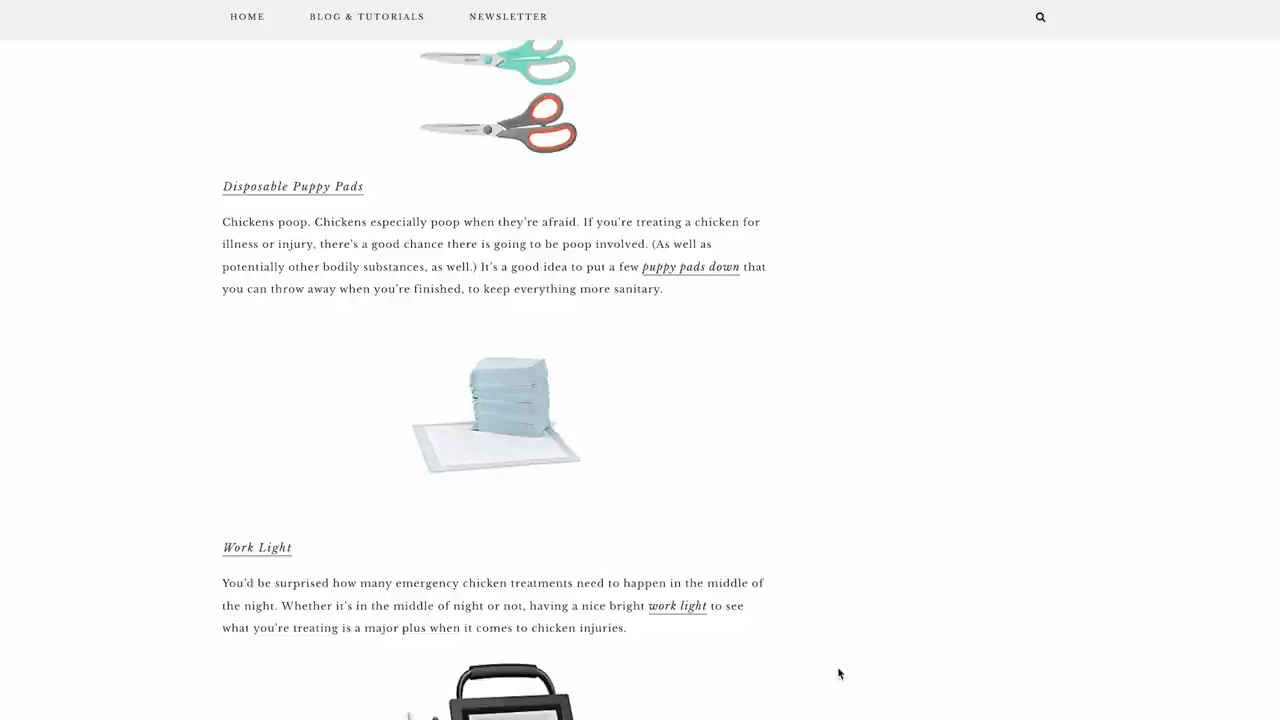 HOME BLOG & TUTORIALS NEWSLETTER
Disposable Puppy Pads
Chickens poop. Chickens especially poop when they're afraid. If you're treating a chicken for
illness or injury, there's a good chance there is going to be poop involved. (As well as
potentially other bodily substances, as well.) It's a good idea to put a few puppy pads down that
you can throw away when you're finished, to keep everything more sanitary.
Work Light
You'd be surprised how many emergency chicken treatments need to happen in the middle of
the night. Whether it's in the middle of night or not, having a nice bright work light to see
what you're treating is a major plus when it comes to chicken injuries.